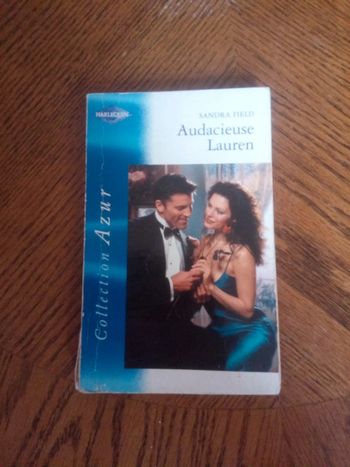 HARLEQUIN
SANDRA FIELD
Audacieuse
Lauren
Collection Azur